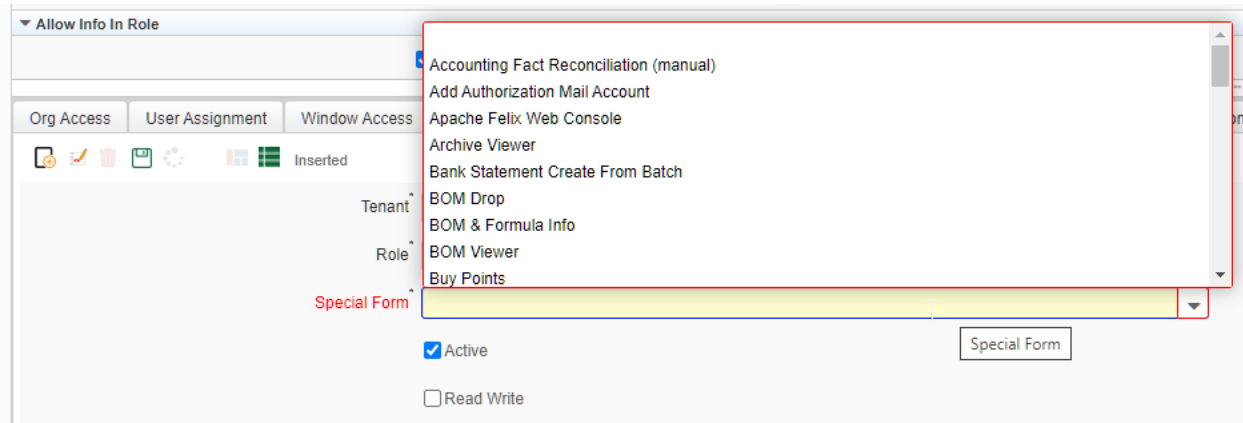 Allow Info In Role
Accounting Fact Reconciliation (manual)
Add Authorization Mail Account
Org Access User Assignment Window Access Apache Felix Web Console
Archive Viewer
Inserted
Bank Statement Create From Batch
Tenant* BOM Drop
BOM & Formula Info
Role* BOM Viewer
Buy Points
Special Form*
Special Form
Active
Read Write